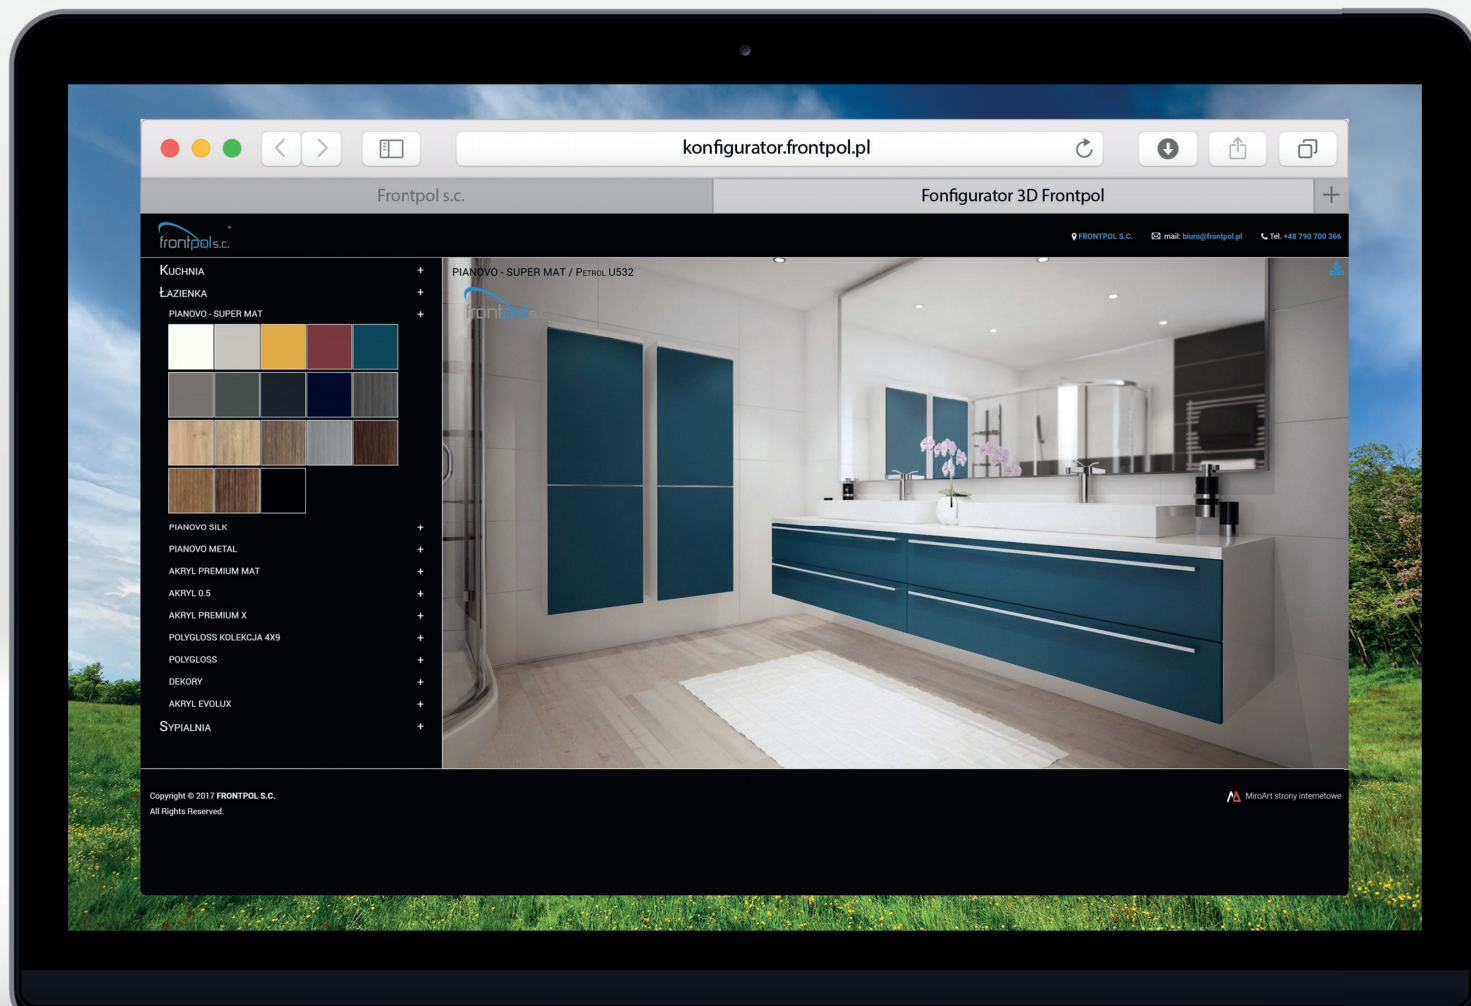 konfigurator.frontpol.pl
Frontpol s.c.
Fonfigurator 3D Frontpol
+
frontpol s.c.
FRONTPOL S.C. mail: biuro@frontpol.pl Tel. +48 790 700 366
KUCHNIA +
ŁAZIENKA +
PIANOVO - SUPER MAT +
PIANOVO SILK +
PIANOVO METAL +
AKRYL PREMIUM MAT +
AKRYL 0.5 +
AKRYL PREMIUM X +
POLYGLOSS KOLEKCJA 4X9 +
POLYGLOSS +
DEKORY +
AKRYL EVOLUX +
SYPIALNIA +
PIANOVO - SUPER MAT / PETROL U532
frontpol s.c.
Copyright © 2017 FRONTPOL S.C.
All Rights Reserved.
MiroArt strony internetowe